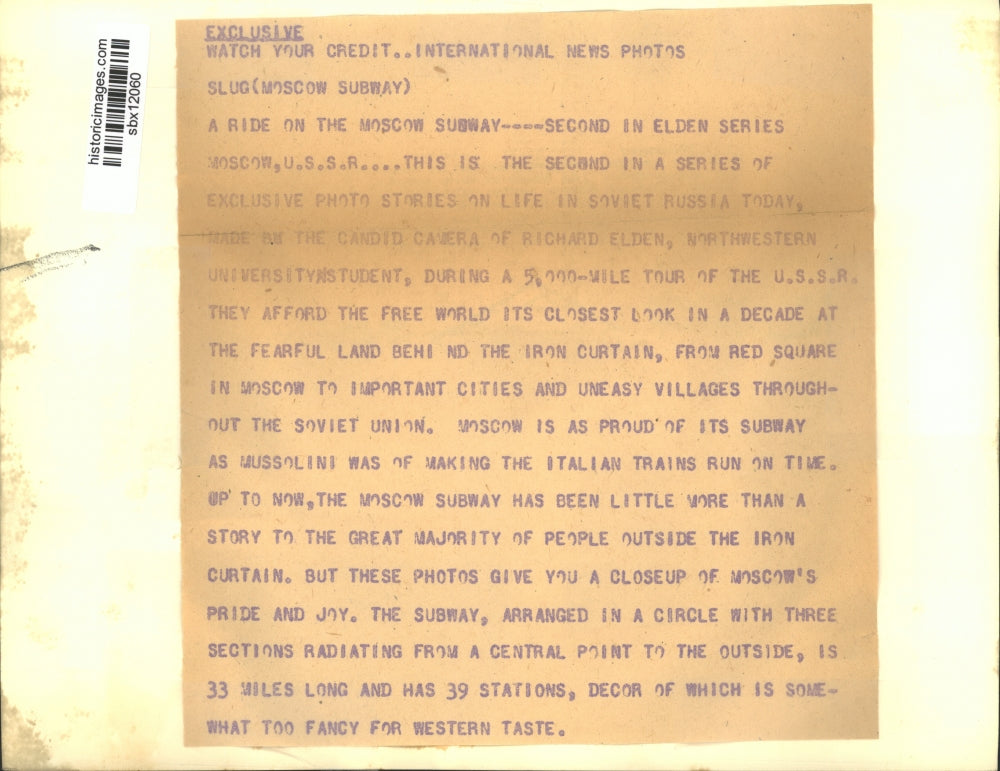 historicimages.com
sbx12060
EXCLUSIVE
WATCH YOUR CREDIT..INTERNATIONAL NEWS PHOTOS
SLUG(MOSCOW SUBWAY)
A RIDE ON THE MOSCOW SUBWAY----SECOND IN ELDEN SERIES
MOSCOW,U.S.S.R....THIS IS THE SECOND IN A SERIES OF
EXCLUSIVE PHOTO STORIES ON LIFE IN SOVIET RUSSIA TODAY,
MADE THE CANDID CAMERA OF RICHARD ELDEN, NORTHWESTERN
UNIVERSITYNSTUDENT, DURING A 5,000-MILE TOUR OF THE U.S.S.R.
THEY AFFORD THE FREE WORLD ITS CLOSEST LOOK IN A DECADE AT
THE FEARFUL LAND BEHI ND THE IRON CURTAIN, FROM RED SQUARE
IN MOSCOW TO IMPORTANT CITIES AND UNEASY VILLAGES THROUGH-
OUT THE SOVIET UNION. MOSCOW IS AS PROUD OF ITS SUBWAY
AS MUSSOLINI WAS OF MAKING THE ITALIAN TRAINS RUN ON TIME.
UP TO NOW,THE MOSCOW SUBWAY HAS BEEN LITTLE MORE THAN A
STORY TO THE GREAT MAJORITY OF PEOPLE OUTSIDE THE IRON
CURTAIN. BUT THESE PHOTOS GIVE YOU A CLOSEUP OF MOSCOW'S
PRIDE AND JOY. THE SUBWAY, ARRANGED IN A CIRCLE WITH THREE
SECTIONS RADIATING FROM A CENTRAL POINT TO THE OUTSIDE, IS
33 MILES LONG AND HAS 39 STATIONS, DECOR OF WHICH IS SOME-
WHAT TOO FANCY FOR WESTERN TASTE.